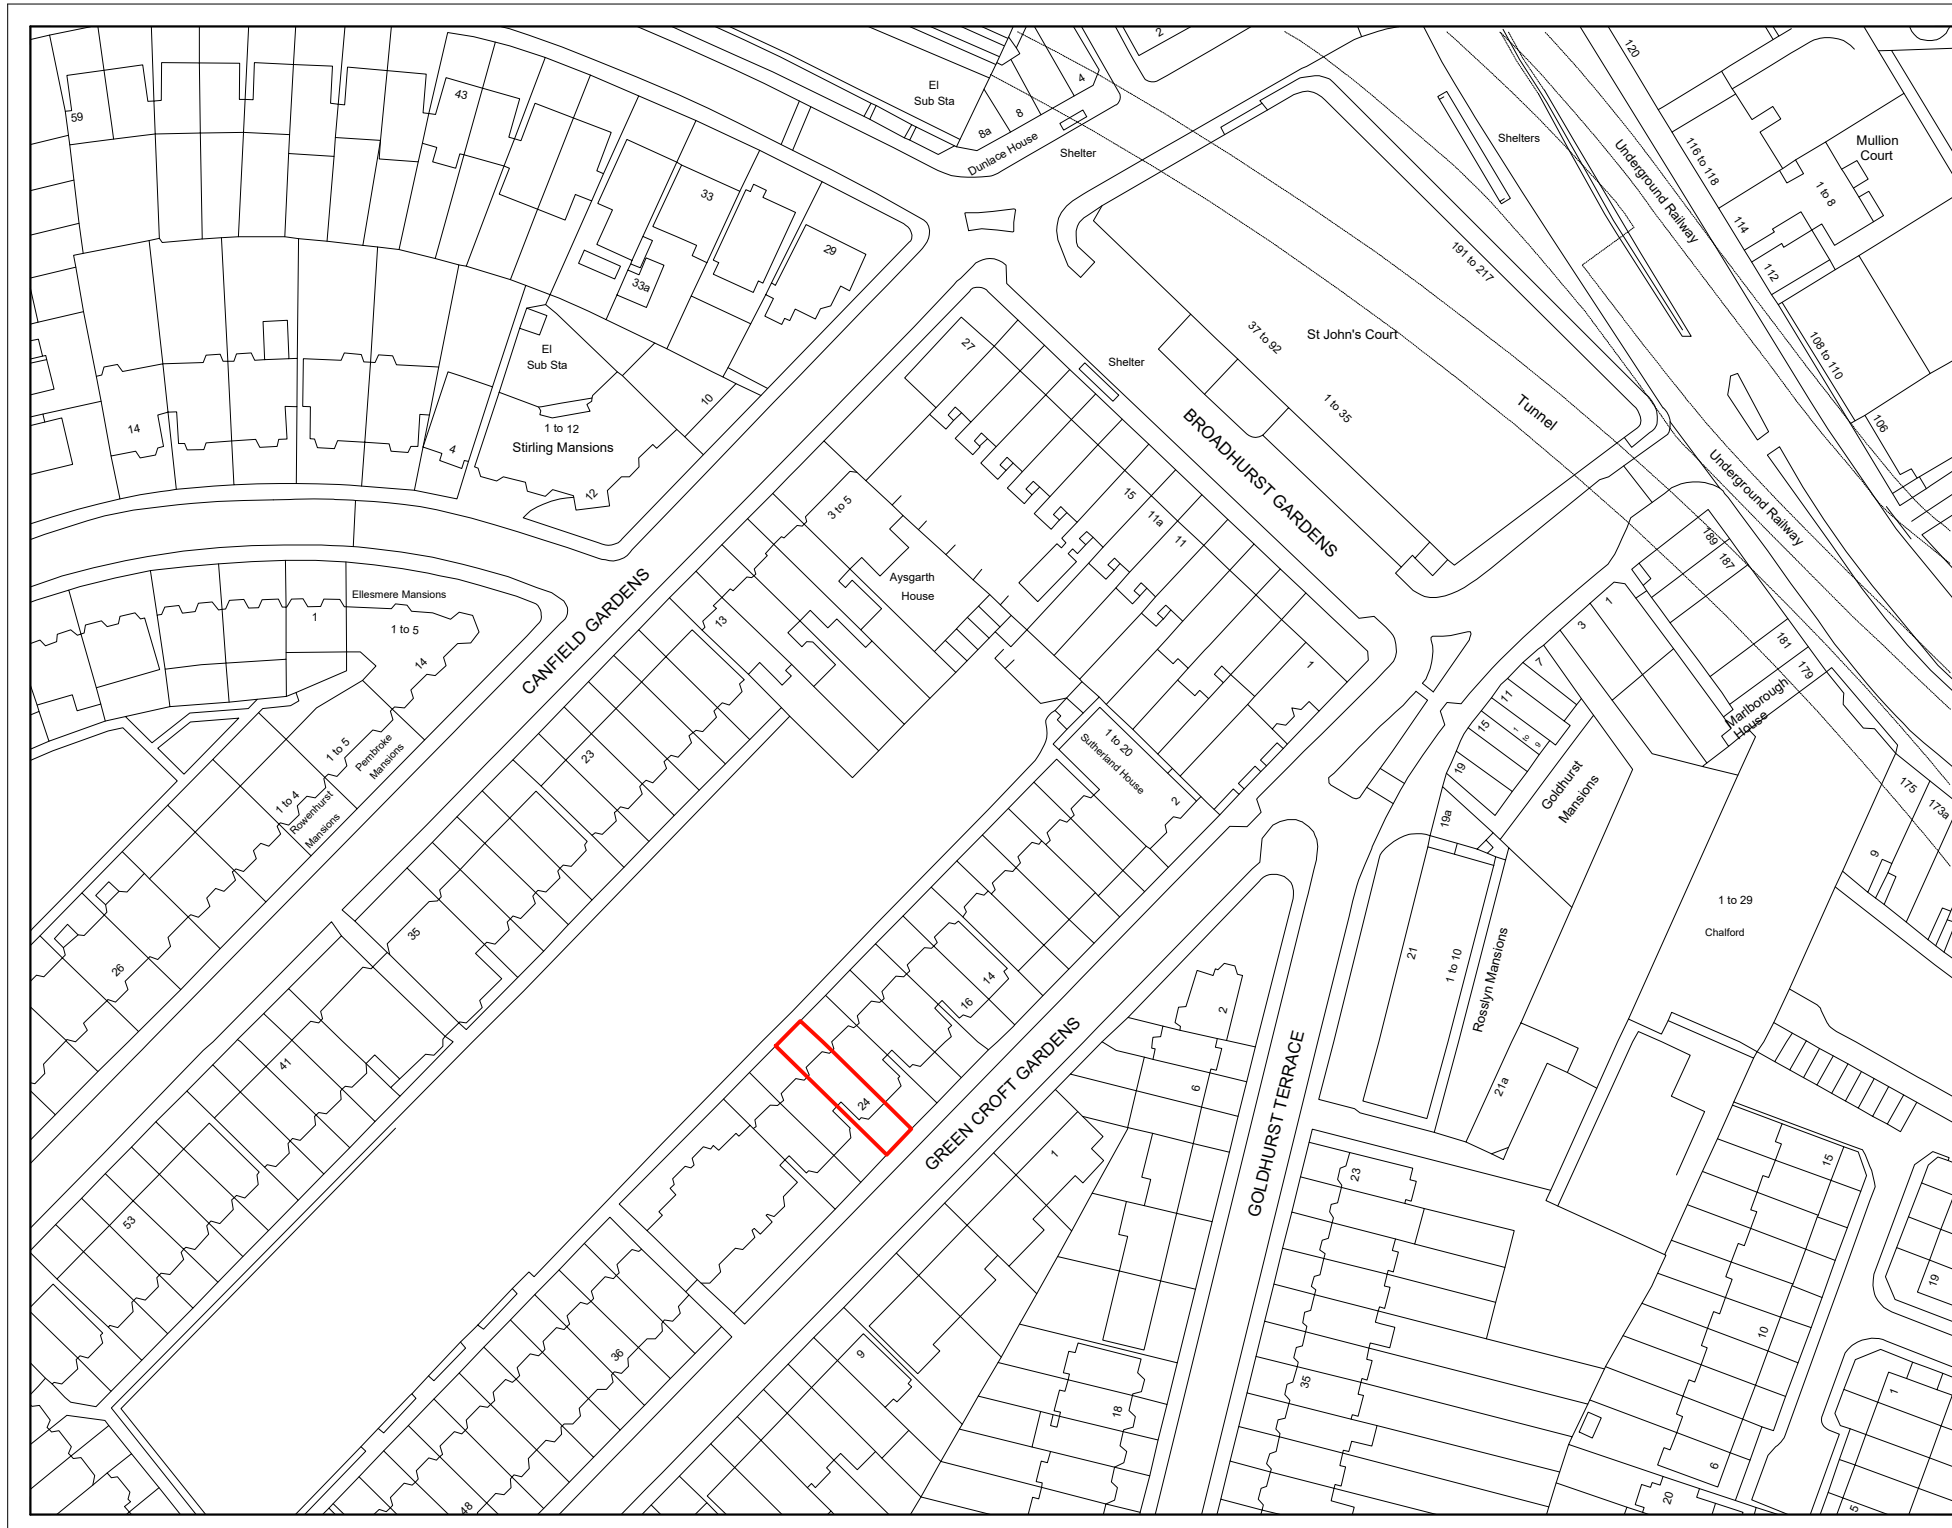 59
43
33
33a
29
El
Sub Sta
8a
8
4
2
Dunlace House
Shelter
Shelters
Underground Railway
120
116 to 118
114
112
108 to 110
106
Mullion
Court
1 to 8
191 to 217
St John's Court
37 to 92
1 to 35
Tunnel
Underground Railway
Shelter
BROADHURST GARDENS
27
15
11a
11
1
El
Sub Sta
10
14
4
1 to 12
Stirling Mansions
12
3 to 5
Aysgarth
House
13
23
35
41
53
CANFIELD GARDENS
Ellesmere Mansions
1
1 to 5
14
1 to 5
Pembroke
Mansions
1 to 4
Rowenhurst
Mansions
26
1 to 20
Sutherland House
2
14
16
24
36
48
GREEN CROFT GARDENS
1
9
2
6
18
GOLDHURST TERRACE
189
187
181
179
Marlborough
House
1
3
7
11
15
19
19a
Goldhurst
Mansions
175
173a
9
1 to 29
Chalford
21
1 to 10
Rosslyn Mansions
21a
23
35
15
10
6
20
19
1
5